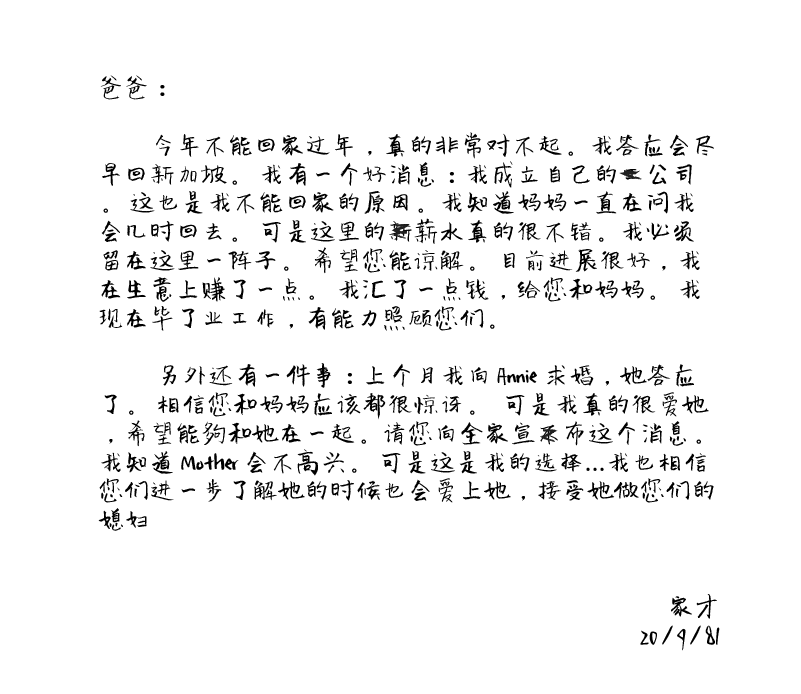 爸爸：
今年不能回家过年，真的非常对不起。我答应会尽
早回新加坡。我有一个好消息：我成立自己的公司
。这也是我不能回家的原因。我知道妈妈一直在问我
会几时回去。可是这里的薪水真的很不错。我必须
留在这里一阵子。希望您能谅解。目前进展很好，我
在生意上赚了一点。我汇了一点钱，给您和妈妈。我
现在毕了业工作，有能力照顾您们。
另外还有一件事：上个月我向Annie求婚，她答应
了。相信您和妈妈应该都很惊讶。可是我真的很爱她
，希望能够和她在一起。请您向全家宣布这个消息。
我知道Mother会不高兴。可是这是我的选择...我也相信
您们进一步了解她的时候也会爱上她，接受她做您们的
媳妇
家才
20/9/81